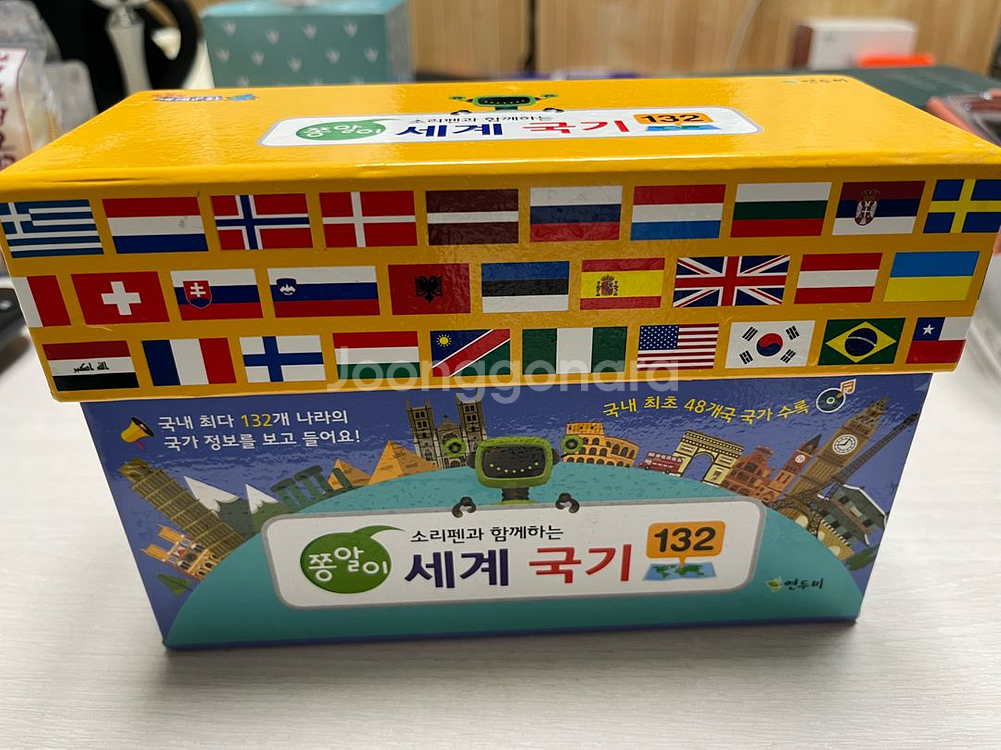 연두비
소리펜과 함께하는
쫑알이 세계 국기 132
Joonggonara
국내 최다 132개 나라의
국가 정보를 보고 들어요!
국내 최초 48개국 국가 수록
소리펜과 함께하는
쫑알이 세계 국기 132
연두비